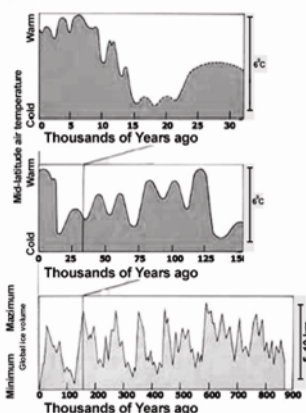 Warm
Mid-latitude air temperature
Cold
6°C
0 5 10 15 20 25 30
Thousands of Years ago
Warm
Cold
6°C
0 25 50 75 100 125 150
Thousands of Years ago
Mazimum
Global ice volume
Minimum
0 100 200 300 400 500 600 700 800 900
Thousands of Years ago